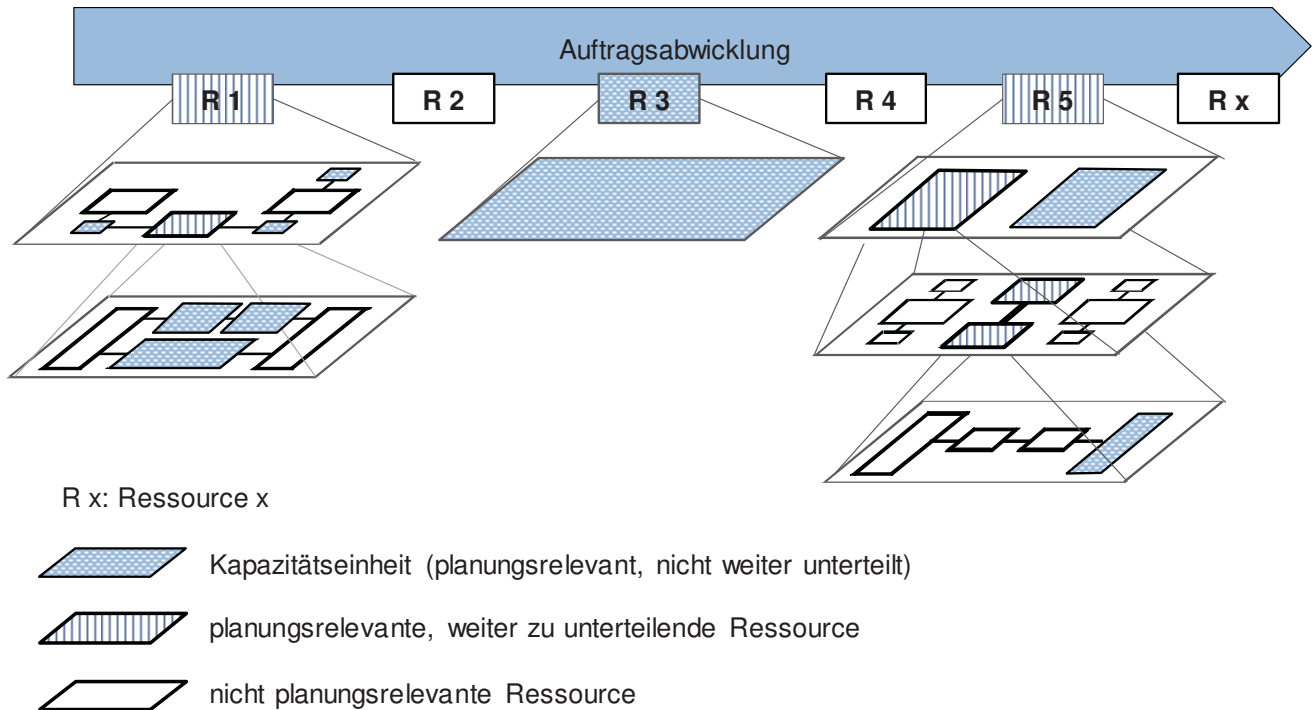 Auftragsabwicklung
R 1
R 2
R 3
R 4
R 5
R x
R x: Ressource x
Kapazitätseinheit (planungsrelevant, nicht weiter unterteilt)
planungsrelevante, weiter zu unterteilende Ressource
nicht planungsrelevante Ressource